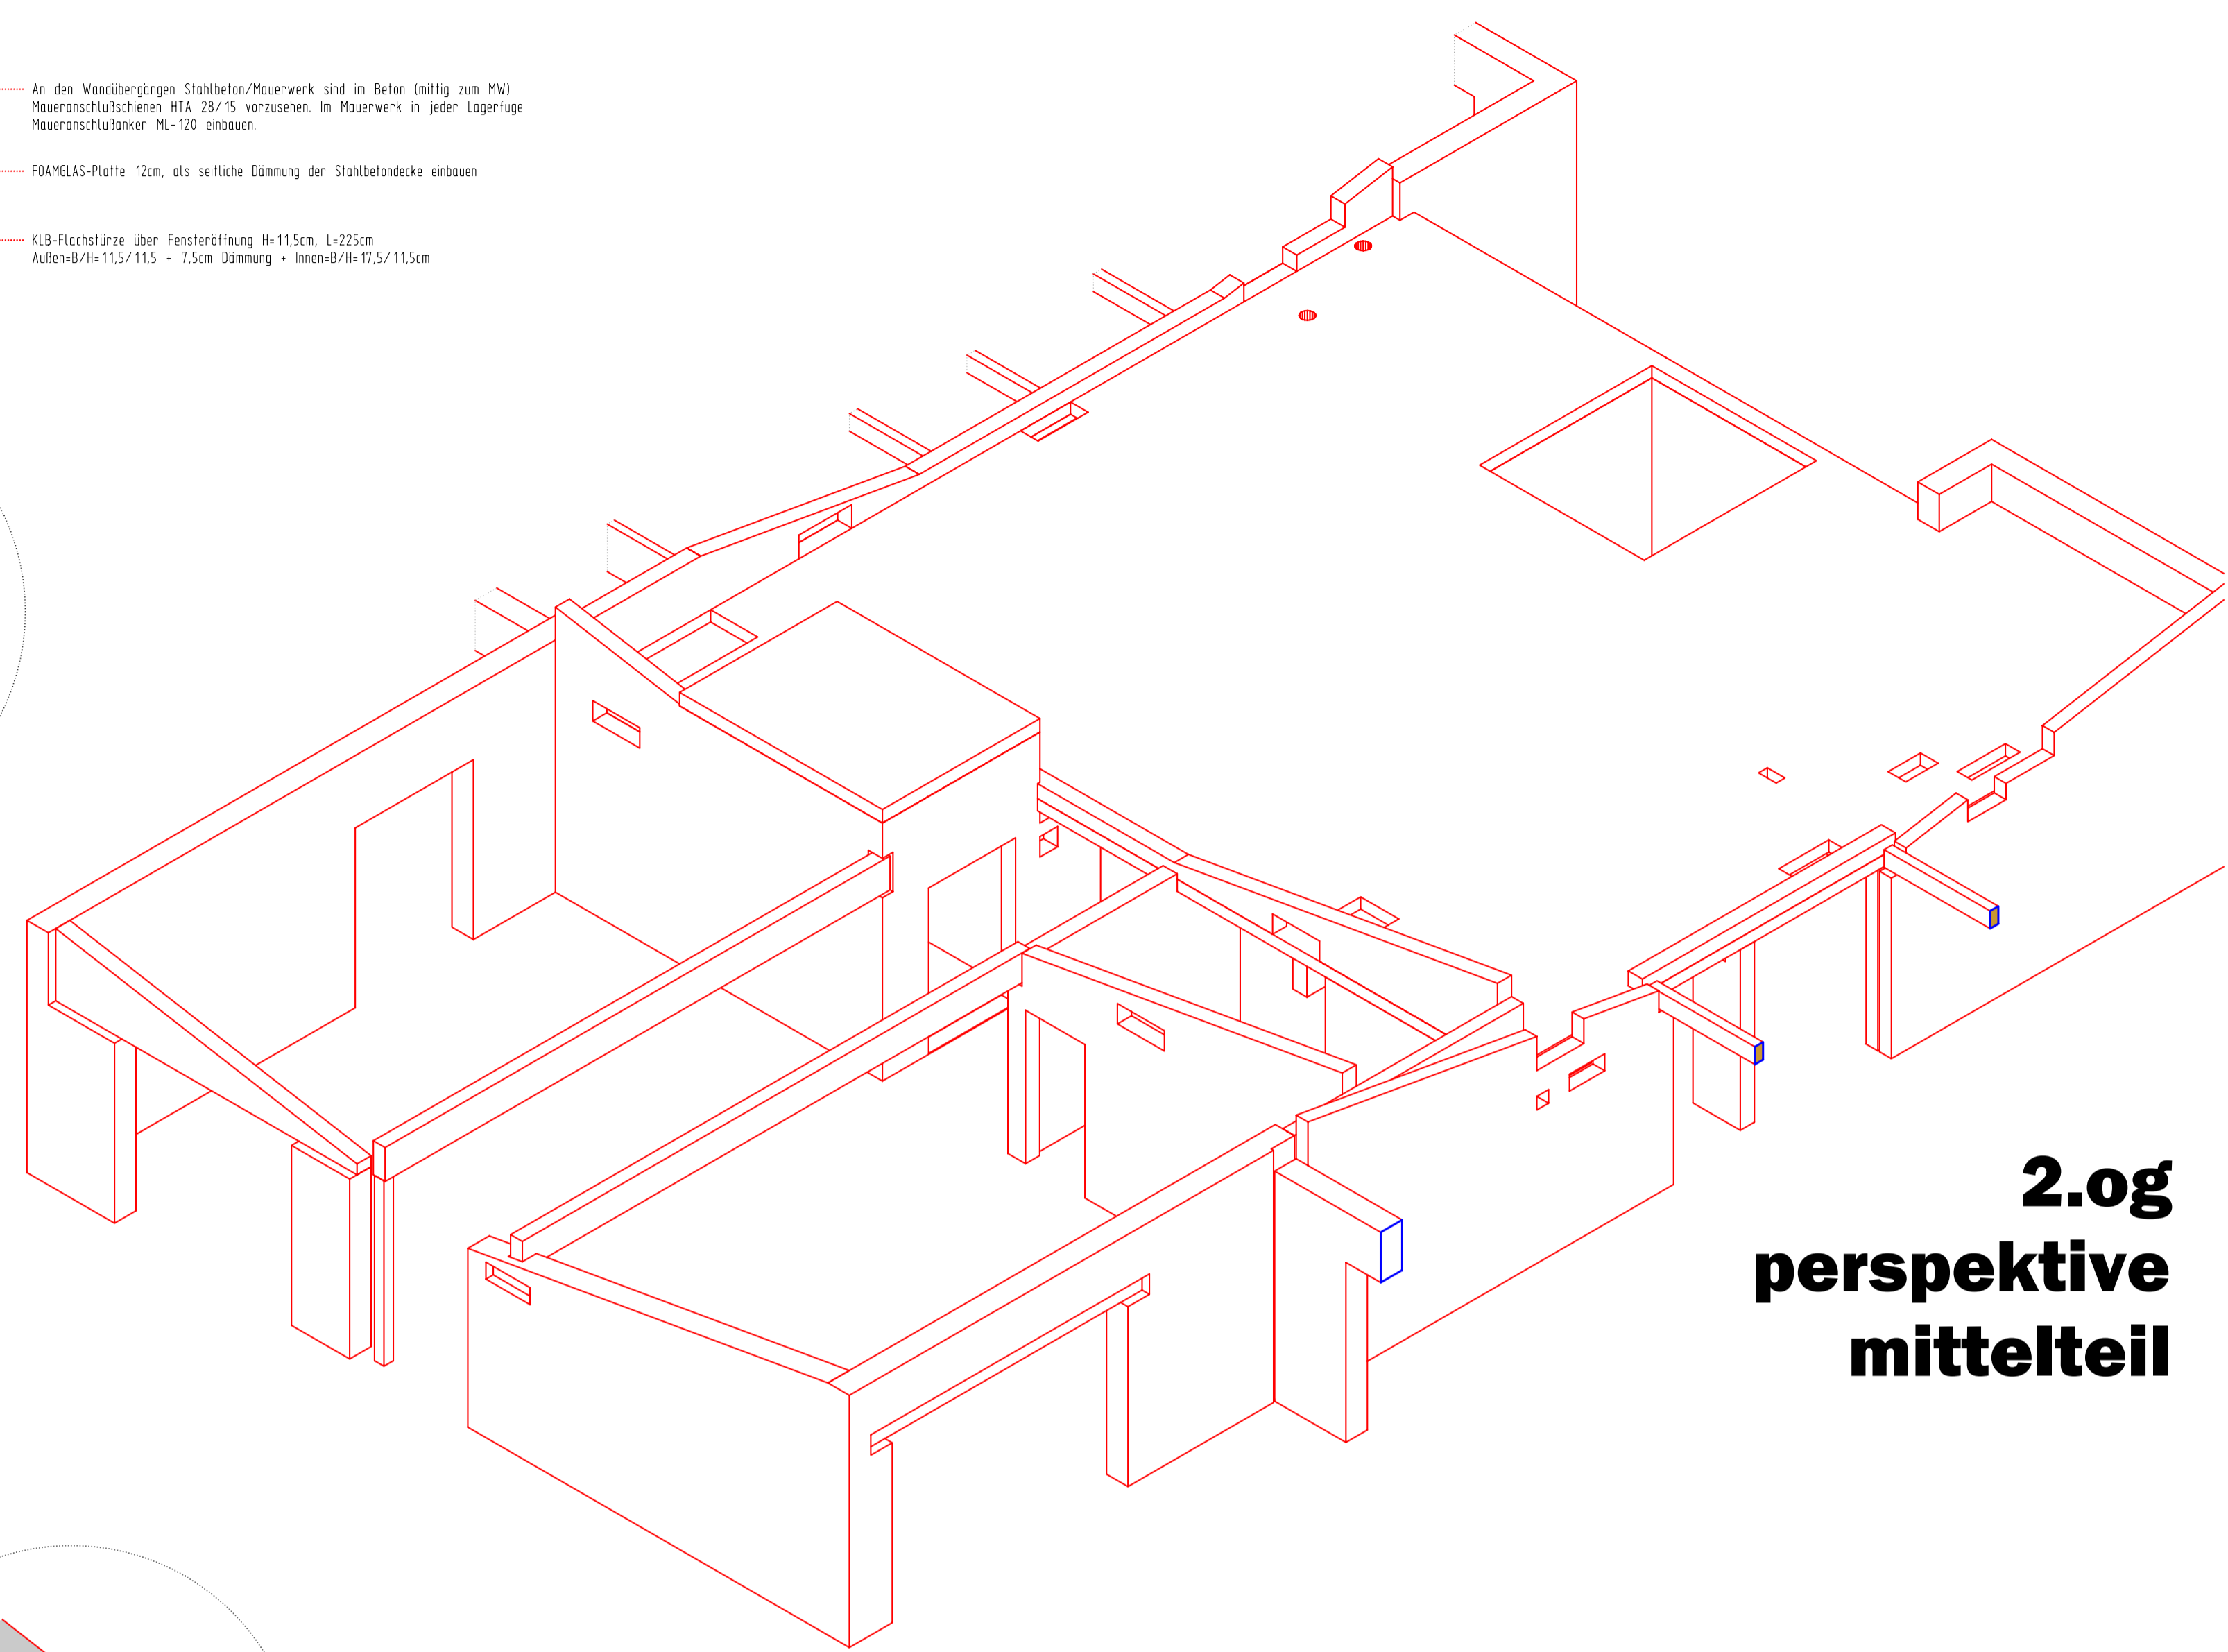 An den Wandübergängen Stahlbeton/Mauerwerk sind im Beton (mittig zum MW)
Maueranschlußschienen HTA 28/15 vorzusehen. Im Mauerwerk in jeder Lagerfuge
Maueranschlußanker ML-120 einbauen.
FOAMGLAS-Platte 12cm, als seitliche Dämmung der Stahlbetondecke einbauen
KLB-Flachstürze über Fensteröffnung H=11,5cm, L=225cm
Außen=B/H=11,5/11,5 + 7,5cm Dämmung + Innen=B/H=17,5/11,5cm
2.og
perspektive
mittelteil